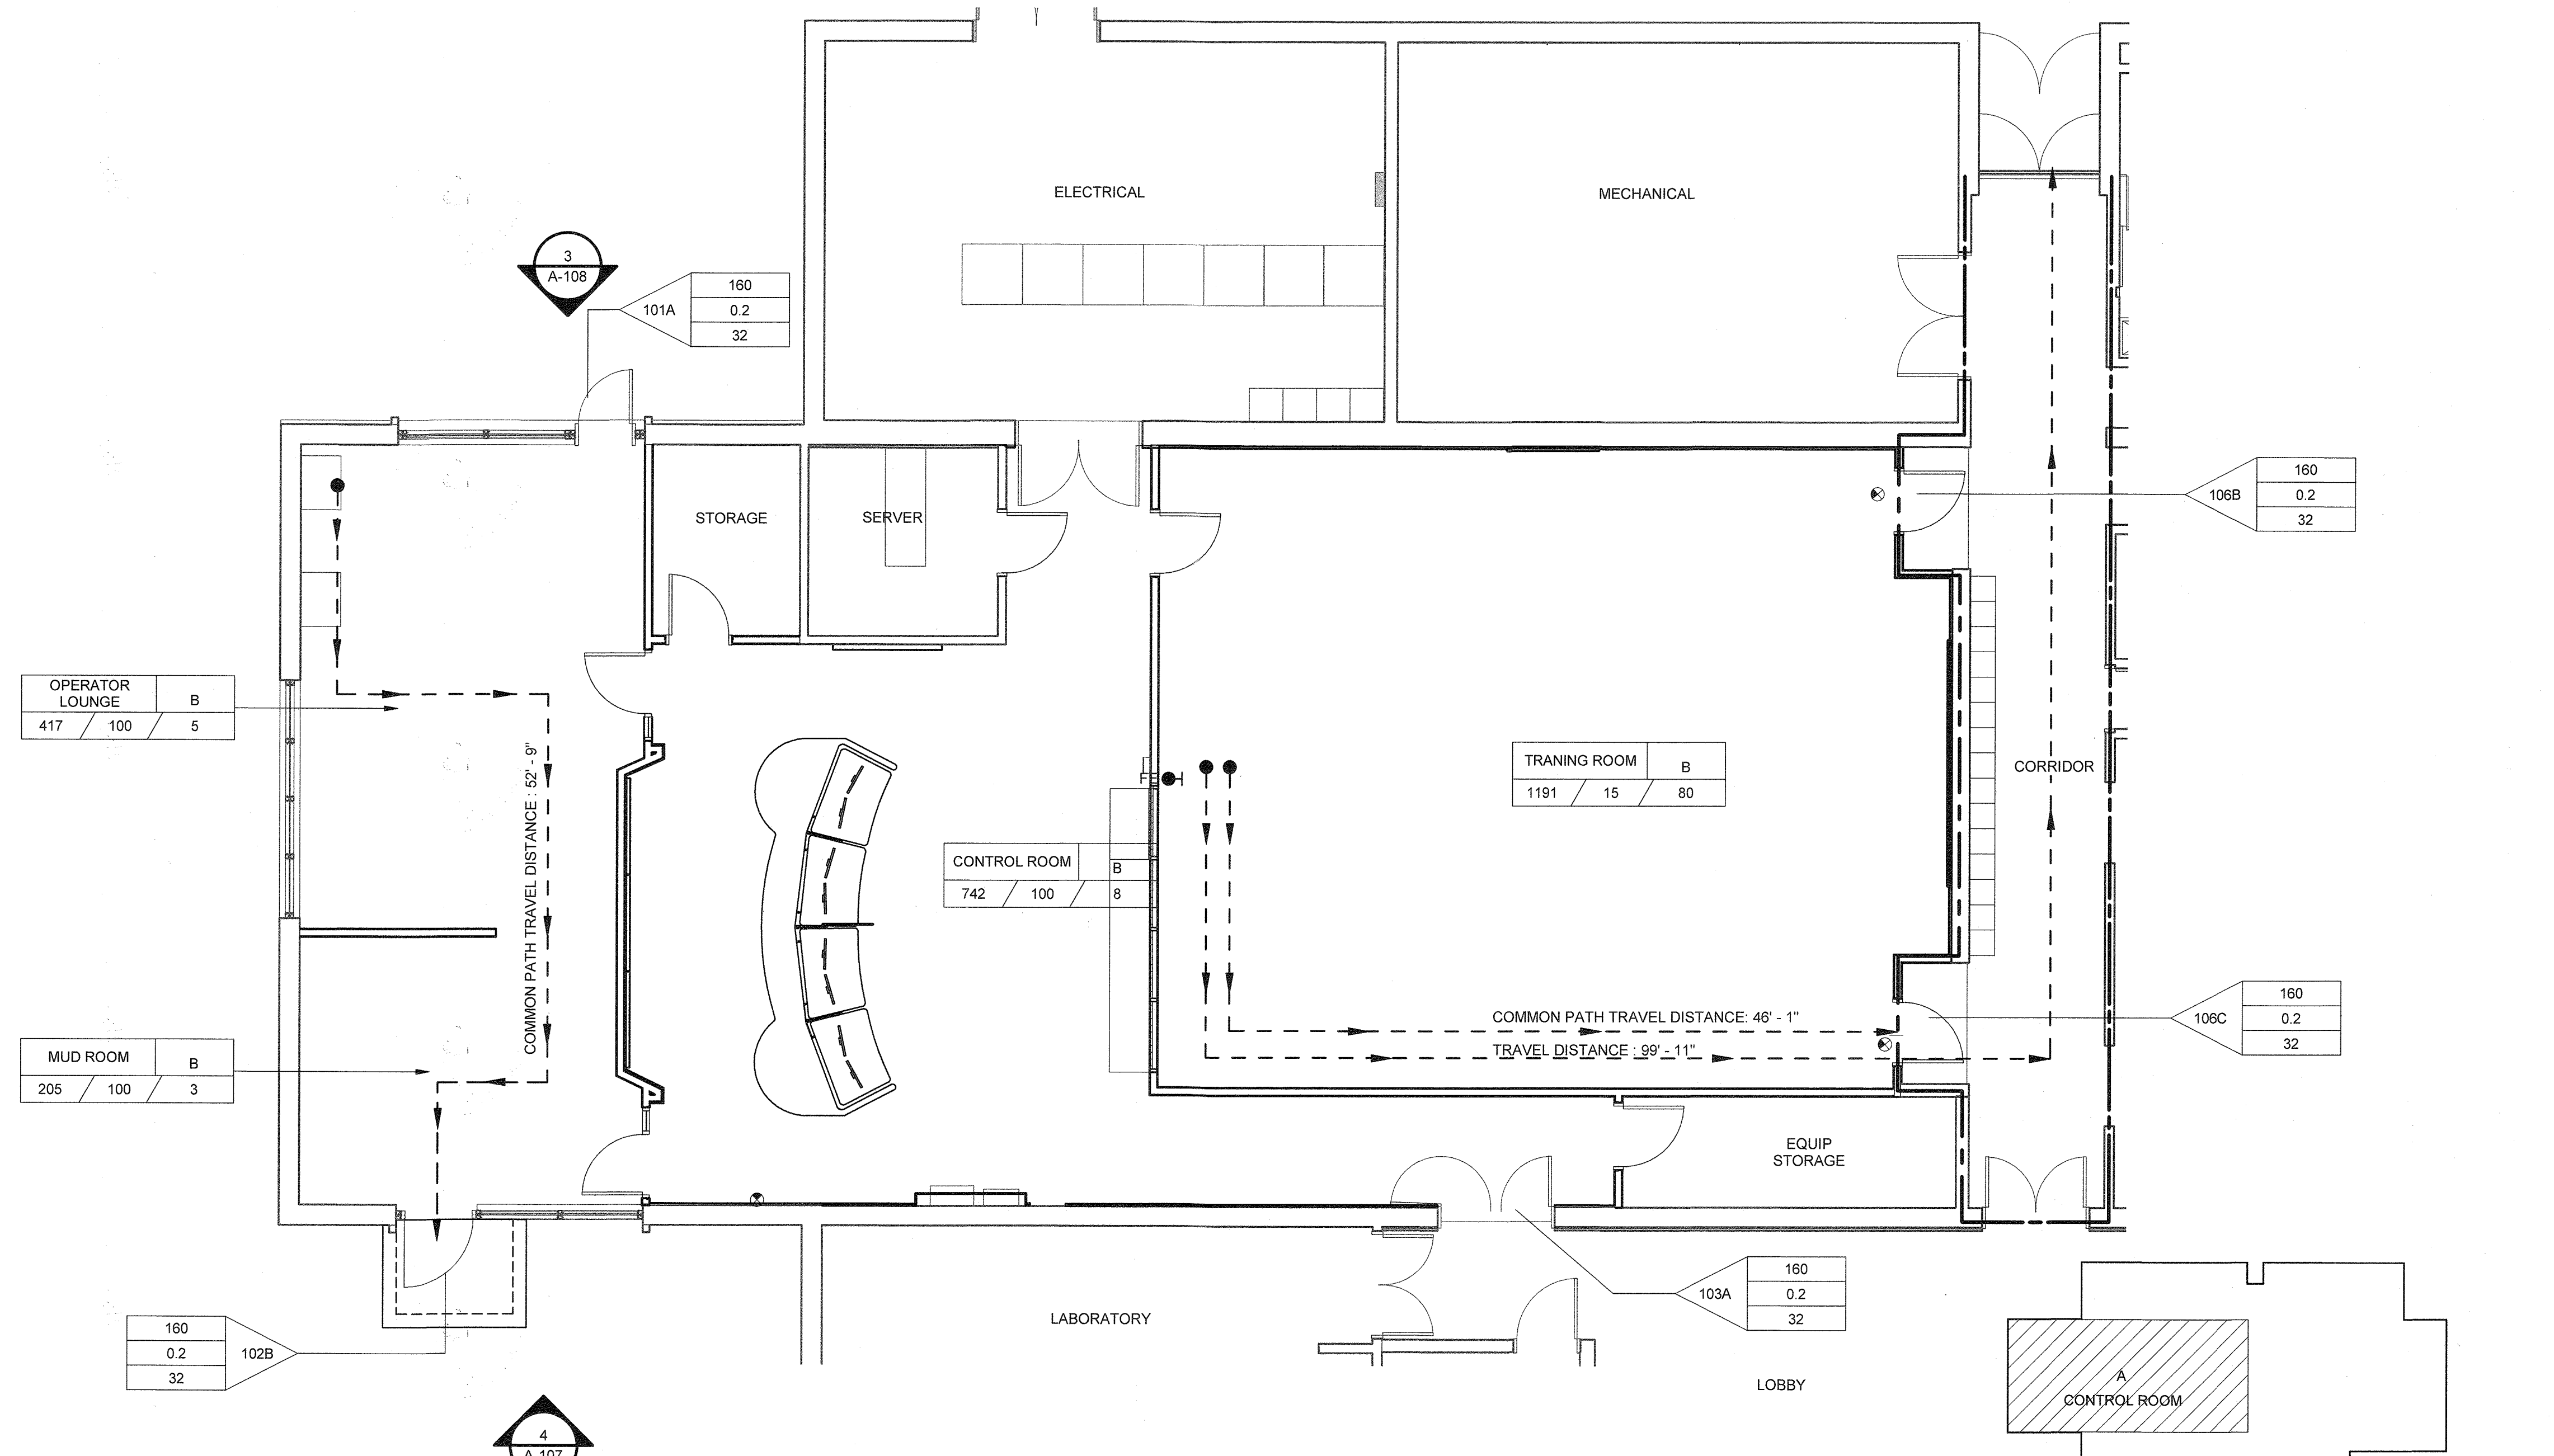 ELECTRICAL
MECHANICAL
3
A-108
101A
160
0.2
32
106B
160
0.2
32
STORAGE
SERVER
OPERATOR
LOUNGE
B
417 / 100 / 5
COMMON PATH TRAVEL DISTANCE : 52' - 9"
TRANING ROOM
B
1191 / 15 / 80
CORRIDOR
CONTROL ROOM
B
742 / 100 / 8
COMMON PATH TRAVEL DISTANCE: 46' - 1"
TRAVEL DISTANCE : 99' - 11"
106C
160
0.2
32
MUD ROOM
B
205 / 100 / 3
EQUIP
STORAGE
103A
160
0.2
32
LABORATORY
102B
160
0.2
32
LOBBY
A
CONTROL ROOM
4
A-107